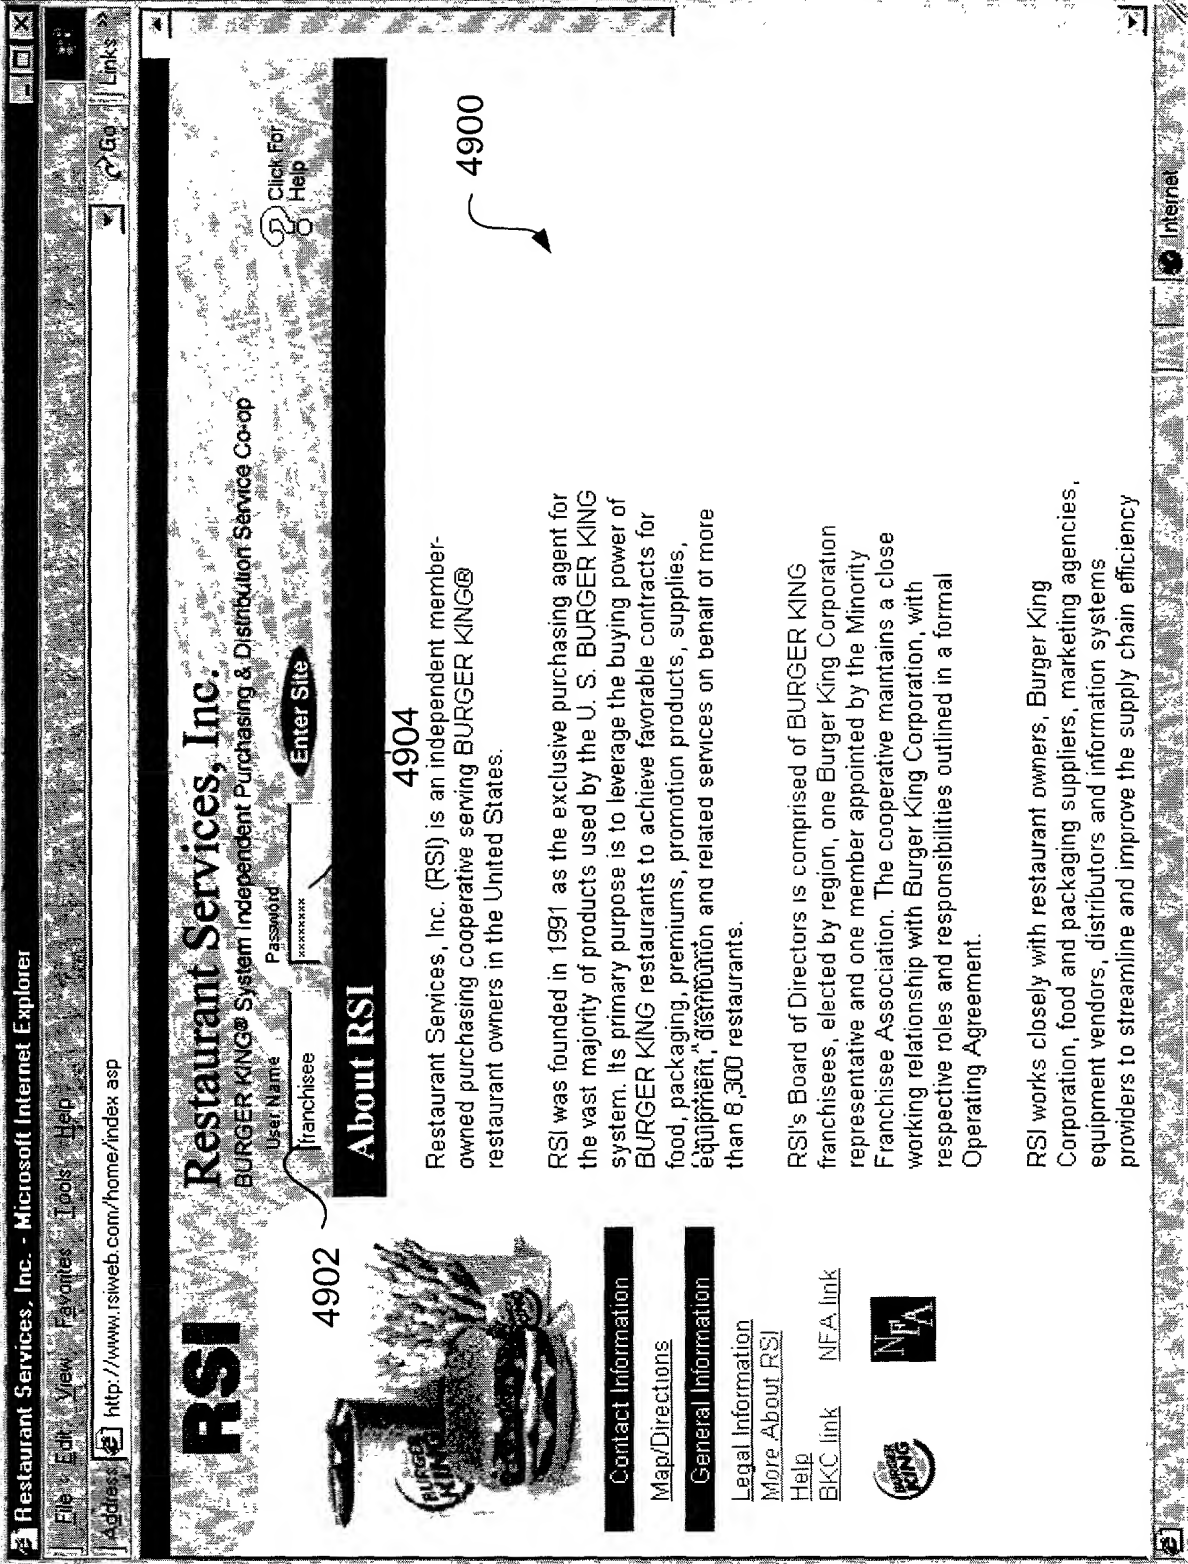 Restaurant Services, Inc. - Microsoft Internet Explorer
File Edit View Favorites Tools Help
Address http://www.rsiweb.com/home/index asp Go Links »
RSI
Restaurant Services, Inc.
BURGER KING® System Independent Purchasing & Distribution Service Co-op
User Name Password
franchisee ******** Enter Site Click For Help
About RSI
4902
4904
4900
BURGER KING
Contact Information
Map/Directions
General Information
Legal Information
More About RSI
Help
BKC link NFA link
BURGER KING NFA
Restaurant Services, Inc. (RSI) is an independent member-
owned purchasing cooperative serving BURGER KING®
restaurant owners in the United States.
RSI was founded in 1991 as the exclusive purchasing agent for
the vast majority of products used by the U. S. BURGER KING
system. Its primary purpose is to leverage the buying power of
BURGER KING restaurants to achieve favorable contracts for
food, packaging, premiums, promotion products, supplies,
equipment, distribution and related services on behalf of more
than 8,300 restaurants.
RSI's Board of Directors is comprised of BURGER KING
franchisees, elected by region, one Burger King Corporation
representative and one member appointed by the Minority
Franchisee Association. The cooperative maintains a close
working relationship with Burger King Corporation, with
respective roles and responsibilities outlined in a formal
Operating Agreement.
RSI works closely with restaurant owners, Burger King
Corporation, food and packaging suppliers, marketing agencies,
equipment vendors, distributors and information systems
providers to streamline and improve the supply chain efficiency
Internet